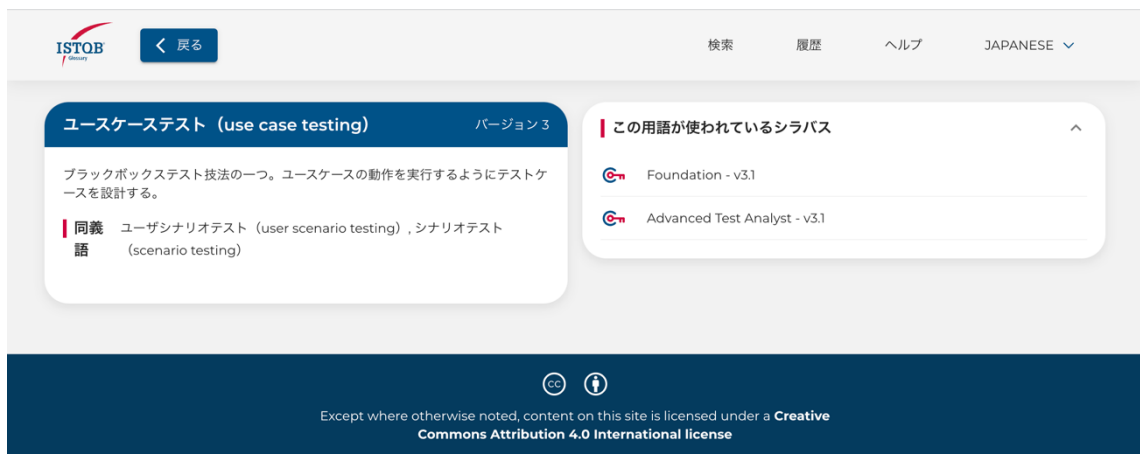 ISTQB
Glossary
戻る
検索
履歴
ヘルプ
JAPANESE
ユースケーステスト（use case testing）
バージョン 3
ブラックボックステスト技法の一つ。ユースケースの動作を実行するようにテストケ
ースを設計する。
同義
語
ユーザシナリオテスト（user scenario testing）, シナリオテスト
（scenario testing）
この用語が使われているシラバス
Foundation - v3.1
Advanced Test Analyst - v3.1
cc
Except where otherwise noted, content on this site is licensed under a Creative
Commons Attribution 4.0 International license